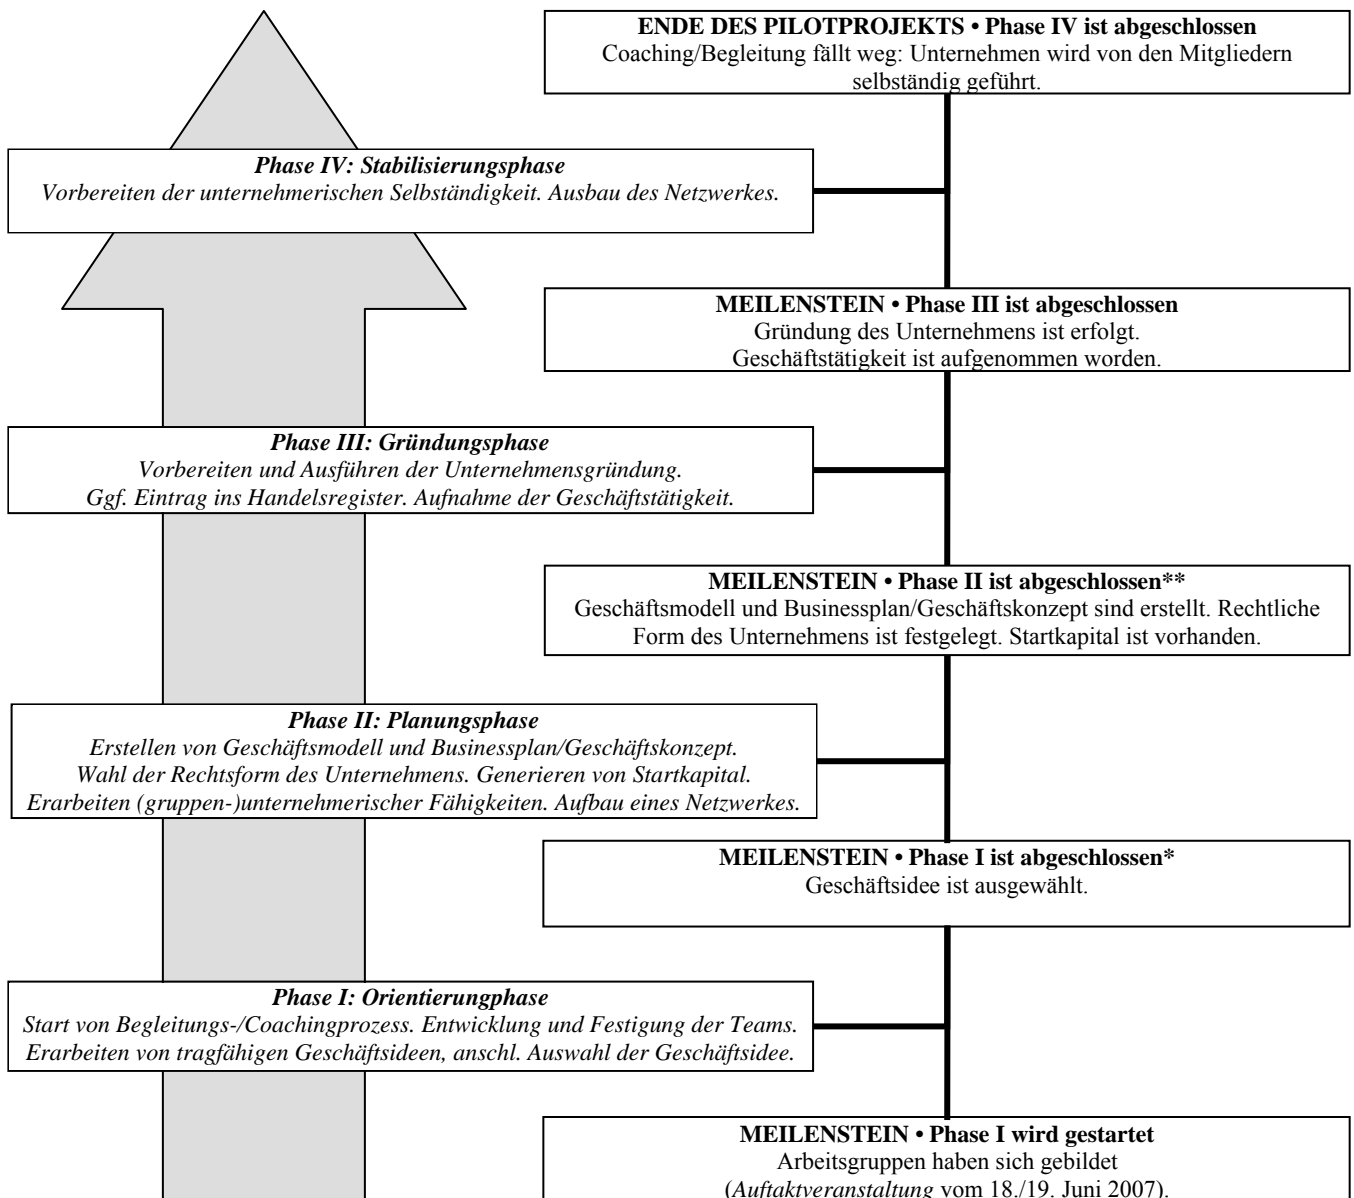 ENDE DES PILOTPROJEKTS • Phase IV ist abgeschlossen
Coaching/Begleitung fällt weg: Unternehmen wird von den Mitgliedern
selbständig geführt.
Phase IV: Stabilisierungsphase
Vorbereiten der unternehmerischen Selbständigkeit. Ausbau des Netzwerkes.
MEILENSTEIN • Phase III ist abgeschlossen
Gründung des Unternehmens ist erfolgt.
Geschäftstätigkeit ist aufgenommen worden.
Phase III: Gründungsphase
Vorbereiten und Ausführen der Unternehmensgründung.
Ggf. Eintrag ins Handelsregister. Aufnahme der Geschäftstätigkeit.
MEILENSTEIN • Phase II ist abgeschlossen**
Geschäftsmodell und Businessplan/Geschäftskonzept sind erstellt. Rechtliche
Form des Unternehmens ist festgelegt. Startkapital ist vorhanden.
Phase II: Planungsphase
Erstellen von Geschäftsmodell und Businessplan/Geschäftskonzept.
Wahl der Rechtsform des Unternehmens. Generieren von Startkapital.
Erarbeiten (gruppen-)unternehmerischer Fähigkeiten. Aufbau eines Netzwerkes.
MEILENSTEIN • Phase I ist abgeschlossen*
Geschäftsidee ist ausgewählt.
Phase I: Orientierungphase
Start von Begleitungs-/Coachingprozess. Entwicklung und Festigung der Teams.
Erarbeiten von tragfähigen Geschäftsideen, anschl. Auswahl der Geschäftsidee.
MEILENSTEIN • Phase I wird gestartet
Arbeitsgruppen haben sich gebildet
(Auftaktveranstaltung vom 18./19. Juni 2007).